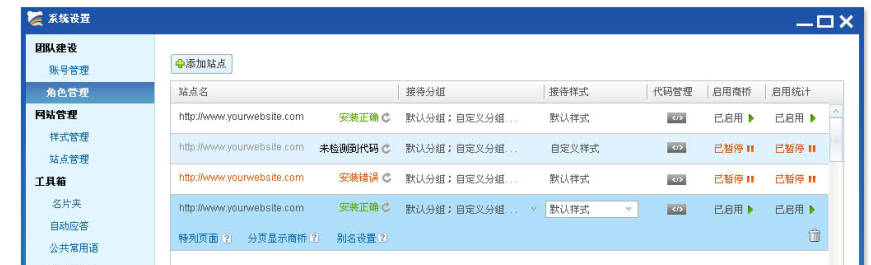 系统设置
团队建设
账号管理
角色管理
网站管理
样式管理
站点管理
工具箱
名片夹
自动应答
公共常用语
添加站点
站点名 接待分组 接待样式 代码管理 启用商桥 启用统计
http://www.yourwebsite.com 安装正确 默认分组；自定义分组... 默认样式 </> 已启用 已启用
http://www.yourwebsite.com 未检测到代码 默认分组；自定义分组... 自定义样式 </> 已暂停 已暂停
http://www.yourwebsite.com 安装错误 默认分组；自定义分组... 默认样式 </> 已暂停 已暂停
http://www.yourwebsite.com 安装正确 默认分组；自定义分组... 默认样式 </> 已启用 已启用
特列页面 ? 分页显示商桥 ? 别名设置 ?